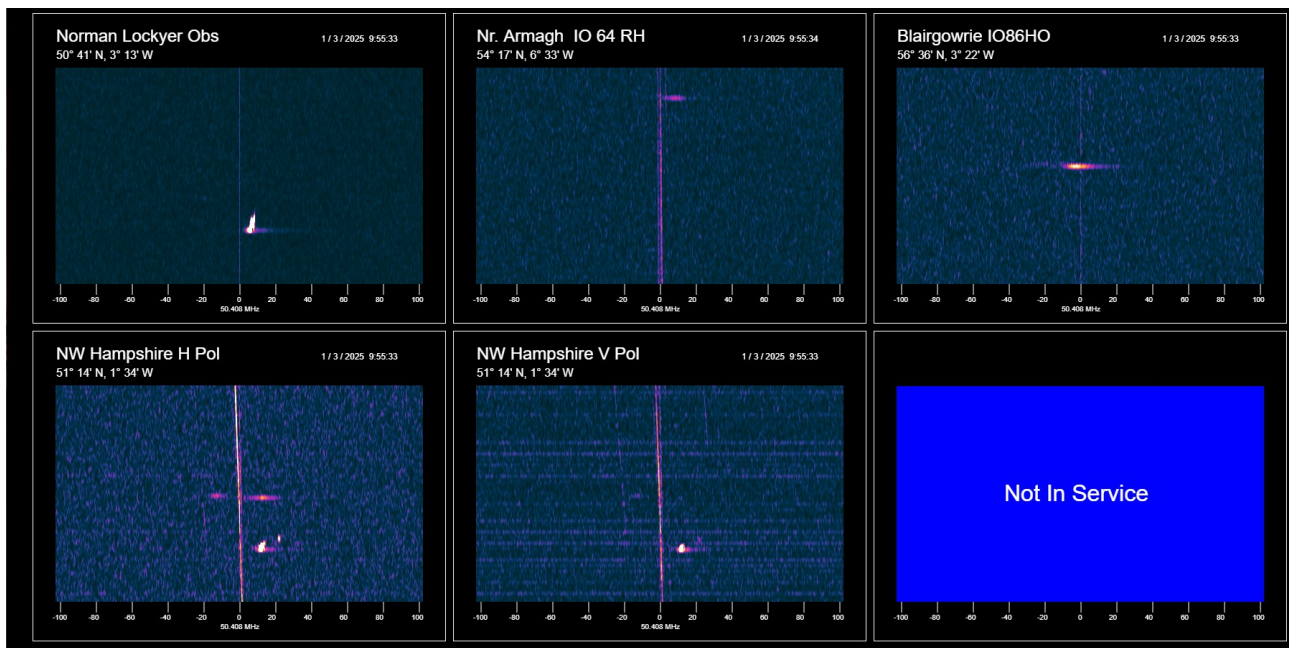 Norman Lockyer Obs
1 / 3 / 2025 9:55:33
50° 41' N, 3° 13' W
-100 -80 -60 -40 -20 0 20 40 60 80 100
50.408 MHz
Nr. Armagh IO 64 RH
1 / 3 / 2025 9:55:34
54° 17' N, 6° 33' W
-100 -80 -60 -40 -20 0 20 40 60 80 100
50.408 MHz
Blairgowrie IO86HO
1 / 3 / 2025 9:55:33
56° 36' N, 3° 22' W
-100 -80 -60 -40 -20 0 20 40 60 80 100
50.408 MHz
NW Hampshire H Pol
1 / 3 / 2025 9:55:33
51° 14' N, 1° 34' W
-100 -80 -60 -40 -20 0 20 40 60 80 100
50.408 MHz
NW Hampshire V Pol
1 / 3 / 2025 9:55:33
51° 14' N, 1° 34' W
-100 -80 -60 -40 -20 0 20 40 60 80 100
50.408 MHz
Not In Service
-100 -80 -60 -40 -20 0 20 40 60 80 100